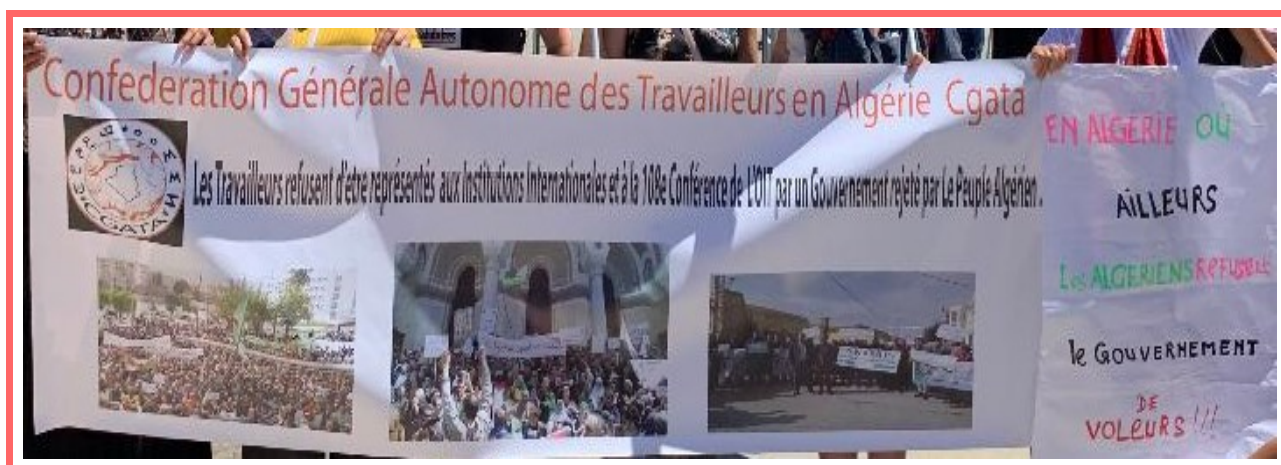 Confederation Générale Autonome des Travailleurs en Algérie Cgata
Les Travailleurs refusent d'être représentés aux Institutions Internationales et à la 108e Conférence de L'OIT par un Gouvernement rejeté par Le Peuple Algérien.
CGATA
EN ALGERIE OU
AILLEURS
Les ALGERIENS REFUSENT
le GOUVERNEMENT
DE
VOLEURS !!!